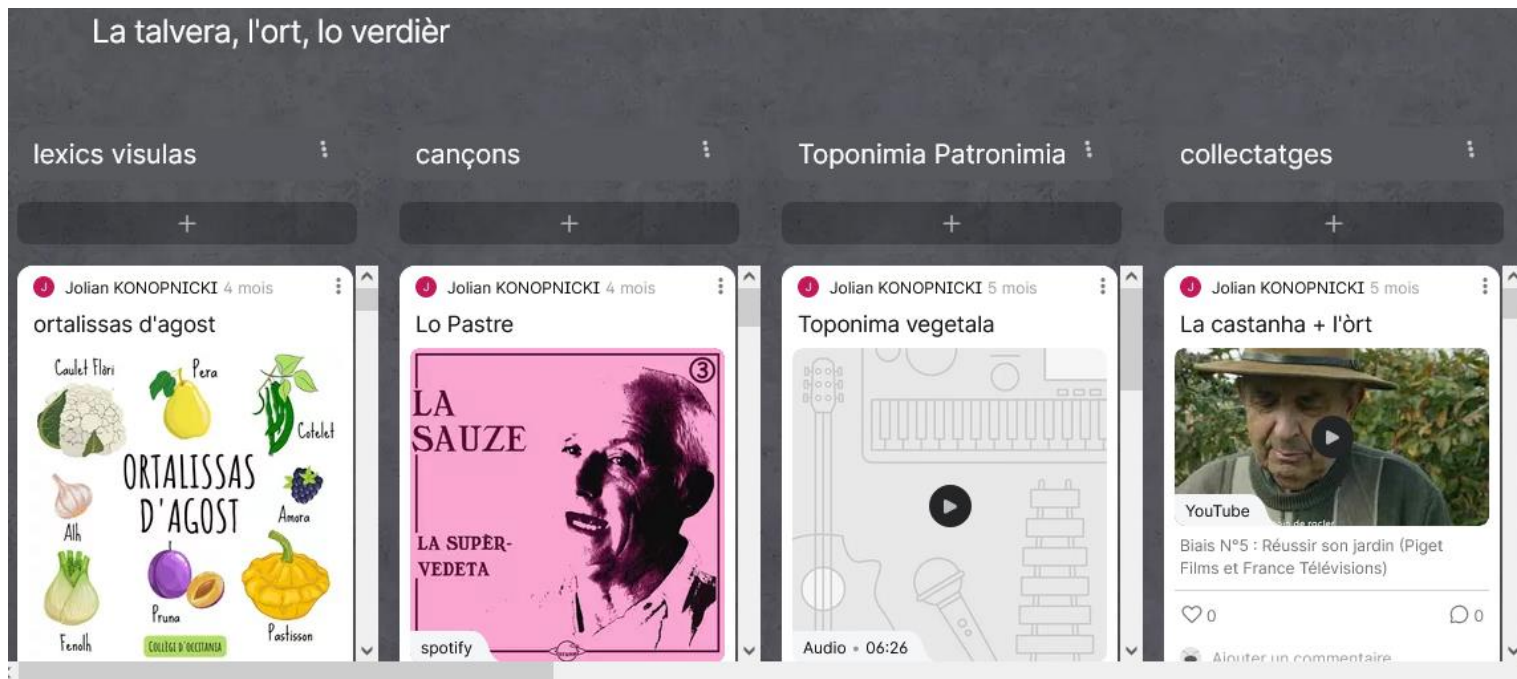 La talvera, l'ort, lo verdièr
lexics visulas
cançons
Toponimia Patronimia
collectatges
+
+
+
+
J Jolian KONOPNICKI 4 mois
ortalissas d'agost
Caulet Flòri
Pera
Cotelet
ORTALISSAS
D'AGOST
Alh
Amora
Fenolh
Pruna
Pastisson
COLLÈGI D'OCCITANIA
J Jolian KONOPNICKI 4 mois
Lo Pastre
3
LA
SAUZE
LA SUPÈR-
VEDETA
spotify
J Jolian KONOPNICKI 5 mois
Toponima vegetala
Audio • 06:26
J Jolian KONOPNICKI 5 mois
La castanha + l'òrt
de rocler
YouTube
Biais N°5 : Réussir son jardin (Piget
Films et France Télévisions)
0
0
Ajouter un commentaire